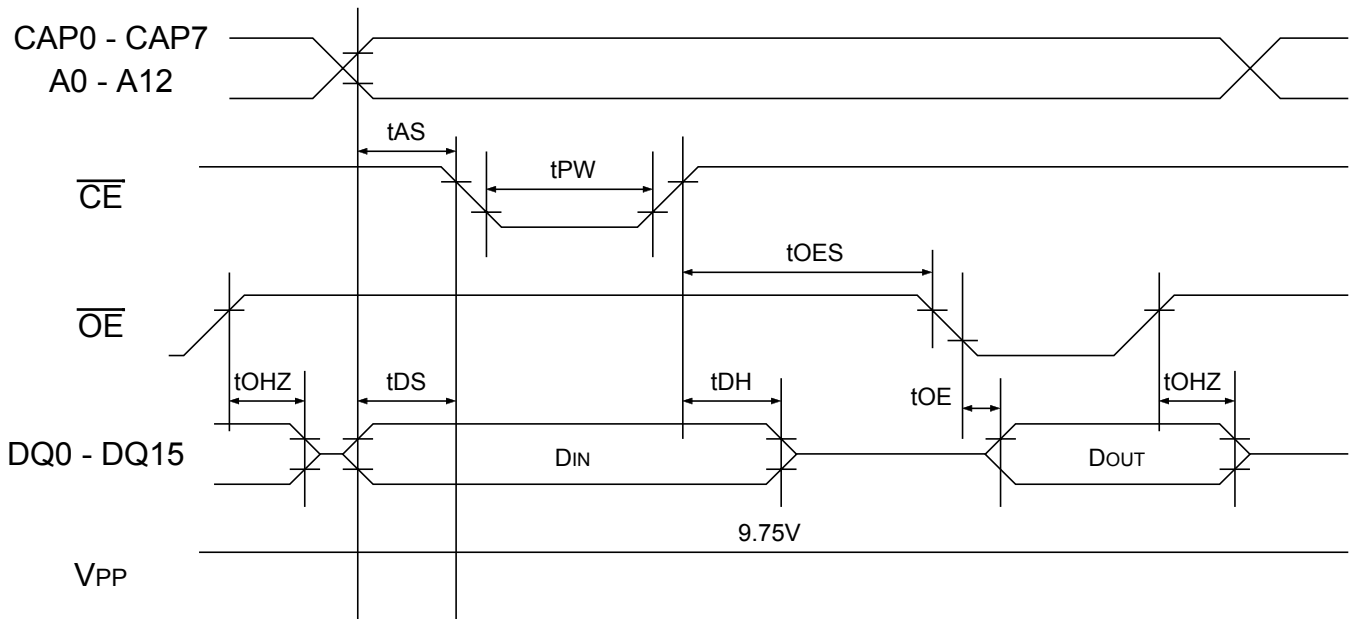 CAP0 - CAP7
A0 - A12
tAS
tPW
CE
tOES
OE
tOHZ
tDS
tDH
tOE
tOHZ
DQ0 - DQ15
DIN
DOUT
9.75V
VPP